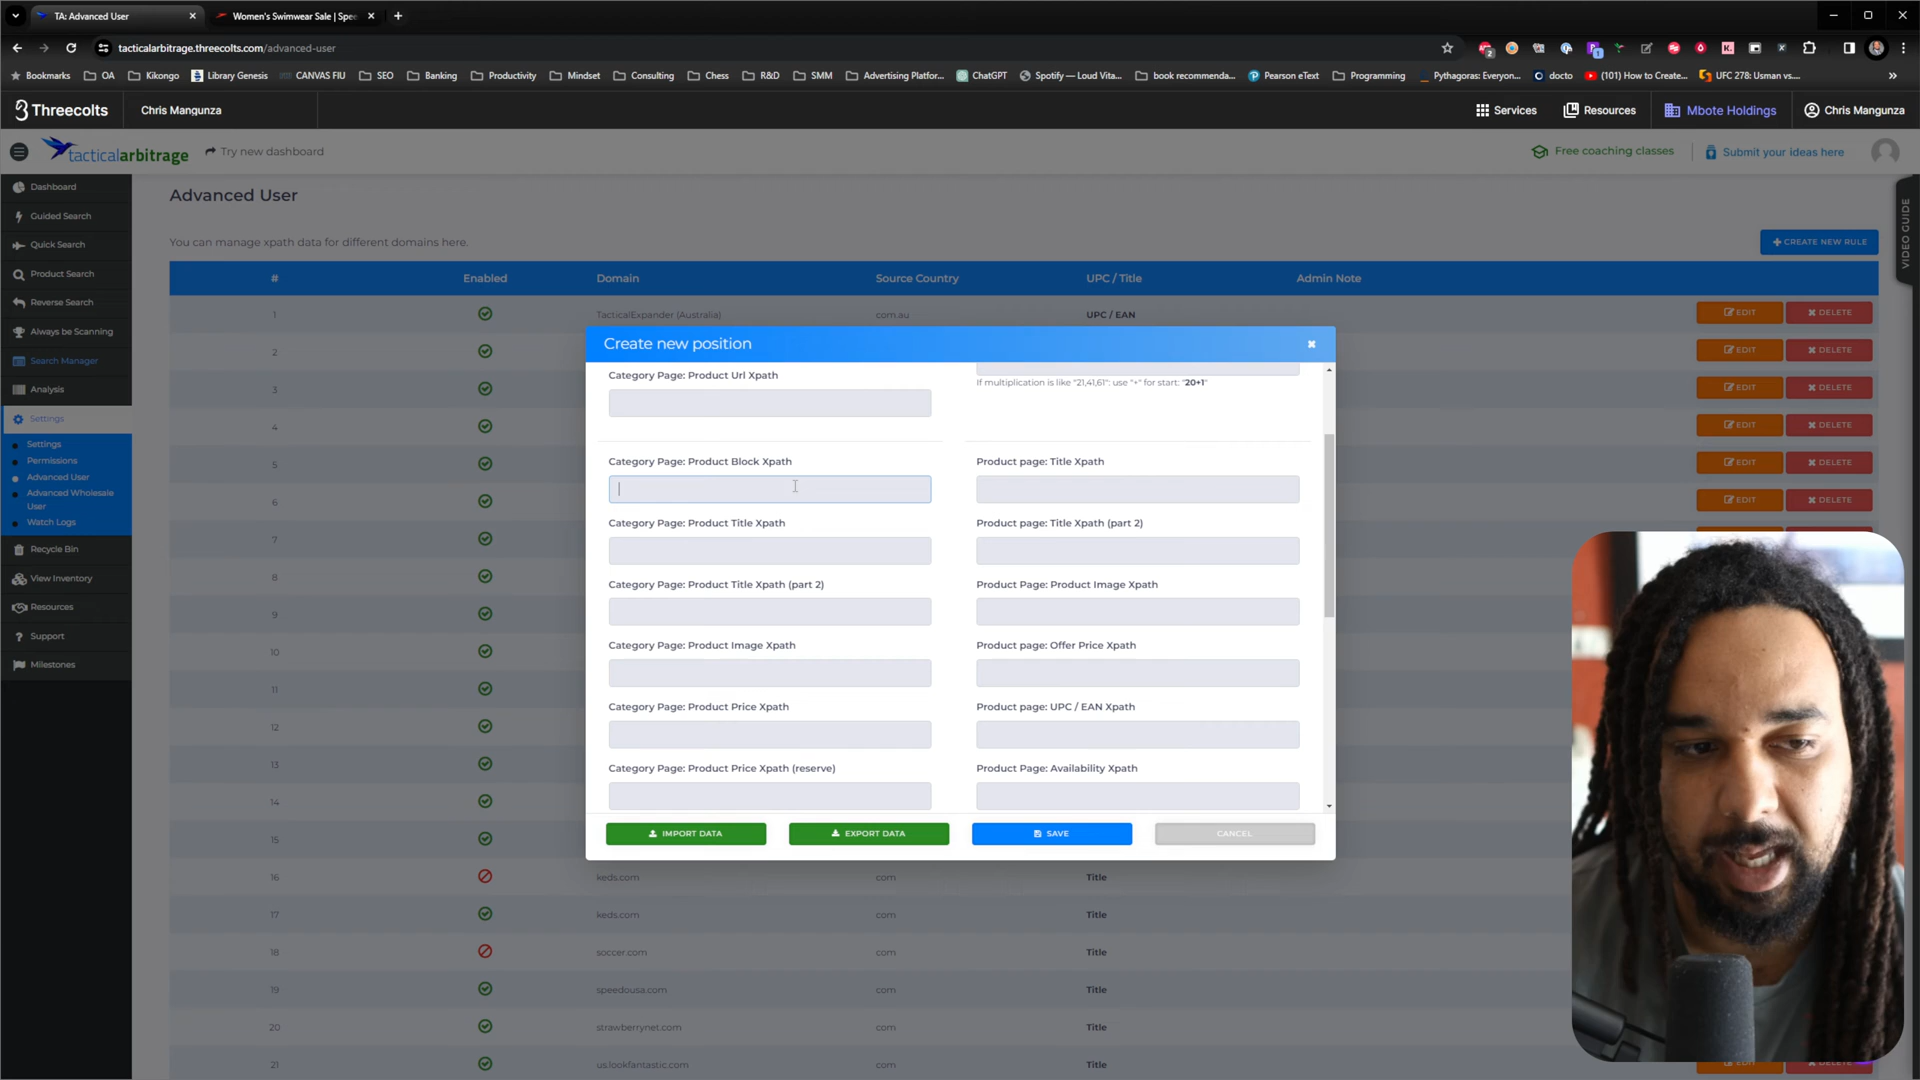 TA: Advanced User
Women's Swimwear Sale | Spee
tacticalarbitrage.threecolts.com/advanced-user
Bookmarks OA Kikongo Library Genesis CANVAS FIU SEO Banking Productivity Mindset Consulting Chess R&D SMM Advertising Platfor... ChatGPT Spotify — Loud Vita... book recommenda... Pearson eText Programming Pythagoras: Everyon... docto (101) How to Create... UFC 278: Usman vs....
Threecolts
Chris Mangunza
Services
Resources
Mbote Holdings
Chris Mangunza
tacticalarbitrage
Try new dashboard
Free coaching classes
Submit your ideas here
Dashboard
Guided Search
Quick Search
Product Search
Reverse Search
Always be Scanning
Search Manager
Analysis
Settings
Settings
Permissions
Advanced User
Advanced Wholesale
User
Watch Logs
Recycle Bin
View Inventory
Resources
Support
Milestones
VIDEO GUIDE
Advanced User
You can manage xpath data for different domains here.
CREATE NEW RULE
# Enabled Domain Source Country UPC / Title Admin Note
1 TacticalExpander (Australia) com.au UPC / EAN EDIT DELETE
2 EDIT DELETE
3 EDIT DELETE
4 EDIT DELETE
5 EDIT DELETE
6 EDIT DELETE
7
8
9
10
11
12
13
14
15
16 keds.com com Title
17 keds.com com Title
18 soccer.com com Title
19 speedousa.com com Title
20 strawberrynet.com com Title
21 us.lookfantastic.com com Title EDIT DELETE
Create new position
Category Page: Product Url Xpath
If multiplication is like "21,41,61": use "+" for start: "20+1"
Category Page: Product Block Xpath
Product page: Title Xpath
Category Page: Product Title Xpath
Product page: Title Xpath (part 2)
Category Page: Product Title Xpath (part 2)
Product Page: Product Image Xpath
Category Page: Product Image Xpath
Product page: Offer Price Xpath
Category Page: Product Price Xpath
Product page: UPC / EAN Xpath
Category Page: Product Price Xpath (reserve)
Product Page: Availability Xpath
IMPORT DATA
EXPORT DATA
SAVE
CANCEL